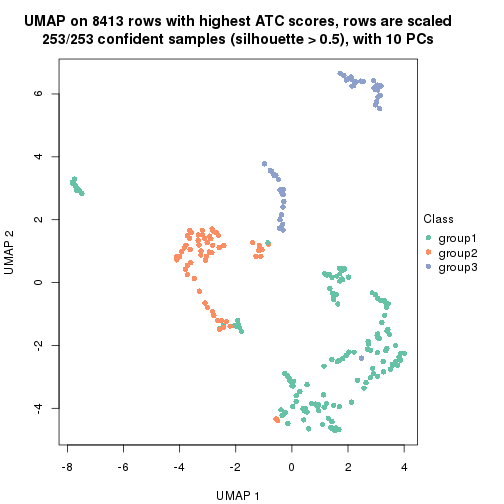 UMAP on 8413 rows with highest ATC scores, rows are scaled
253/253 confident samples (silhouette > 0.5), with 10 PCs
6
4
2
0
-2
-4
UMAP 2
-8 -6 -4 -2 0 2 4
UMAP 1
Class
group1
group2
group3